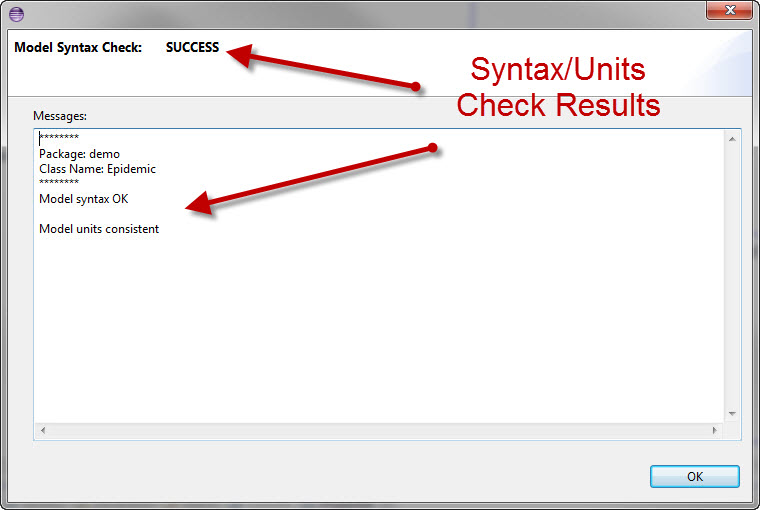 Model Syntax Check: SUCCESS
Syntax/Units
Check Results
Messages:
********
Package: demo
Class Name: Epidemic
********
Model syntax OK
Model units consistent
OK